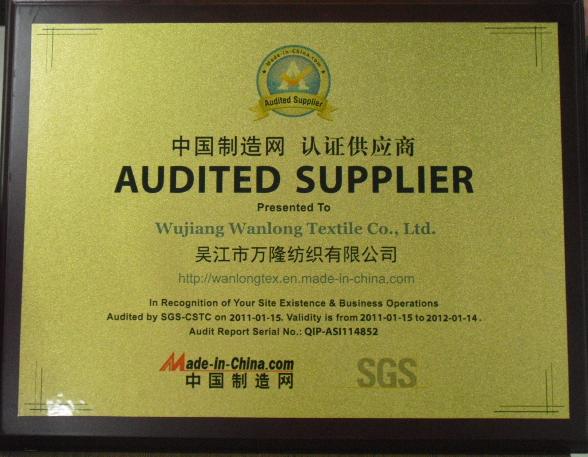 Made-in-China.com
Audited Supplier
中国制造网 认证供应商
AUDITED SUPPLIER
Presented To
Wujiang Wanlong Textile Co., Ltd.
吴江市万隆纺织有限公司
http://wanlongtex.en.made-in-china.com
In Recognition of Your Site Existence & Business Operations
Audited by SGS-CSTC on 2011-01-15. Validity is from 2011-01-15 to 2012-01-14.
Audit Report Serial No.: QIP-ASI114852
Made-in-China.com
中国制造网
SGS